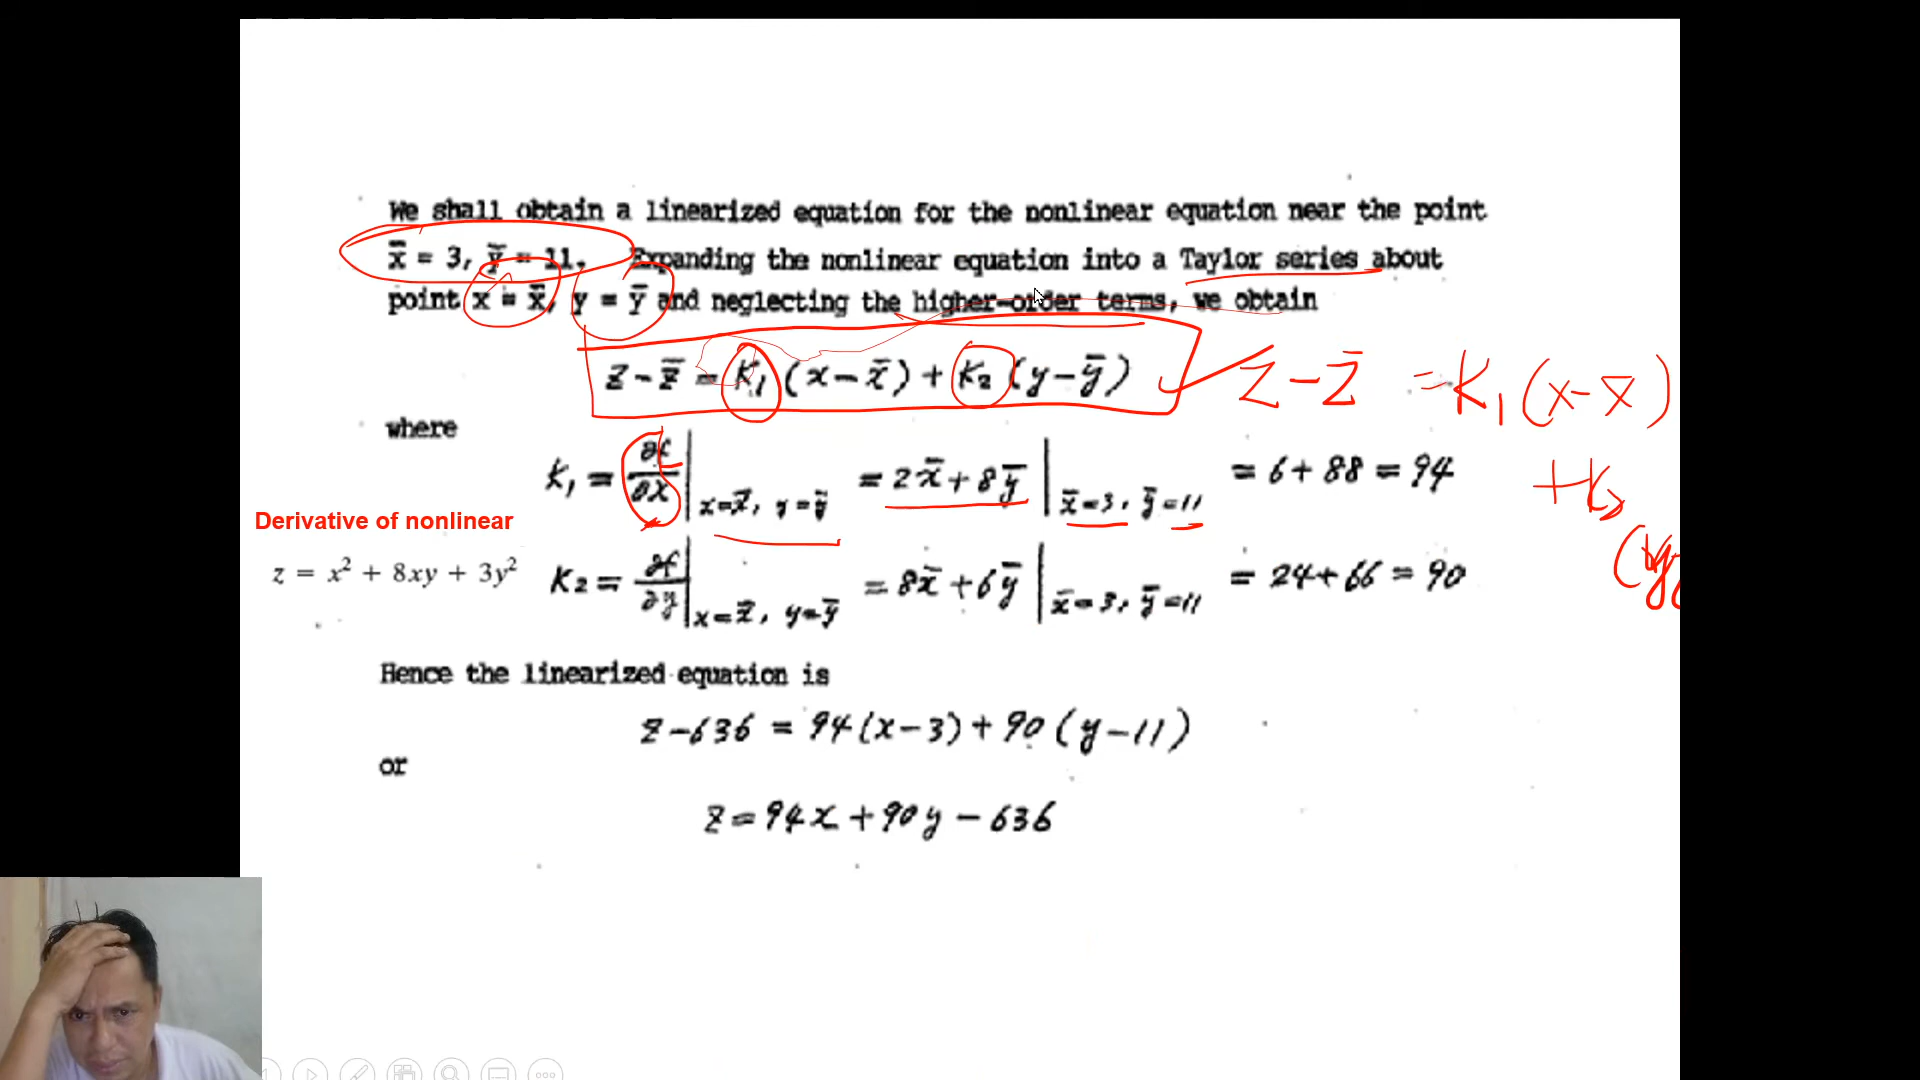 We shall obtain a linearized equation for the nonlinear equation near the point
x̄ = 3, ȳ = 11. Expanding the nonlinear equation into a Taylor series about
point x = x̄, y = ȳ and neglecting the higher-order terms, we obtain
z - z̄ = K₁ (x - x̄) + K₂ (y - ȳ)
z - z̄ = K₁ (x - x̄)
where
K₁ = ∂f/∂x | x=x̄, y=ȳ = 2x̄ + 8ȳ | x̄=3, ȳ=11 = 6 + 88 = 94
Derivative of nonlinear
z = x² + 8xy + 3y²
K₂ = ∂f/∂y | x=x̄, y=ȳ = 8x̄ + 6ȳ | x̄=3, ȳ=11 = 24 + 66 = 90
+K₂
Hence the linearized equation is
z - 636 = 94 (x - 3) + 90 (y - 11)
or
z = 94x + 90y - 636